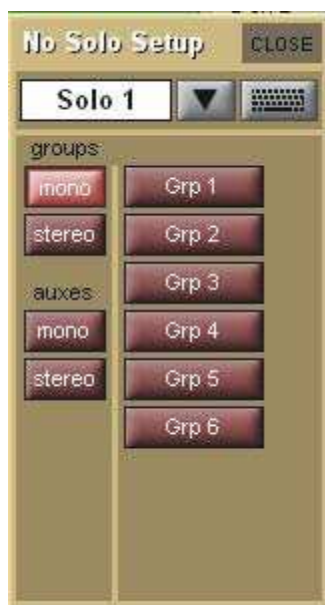 No Solo Setup CLOSE
Solo 1
groups
mono Grp 1
stereo Grp 2
Grp 3
auxes
mono Grp 4
stereo Grp 5
Grp 6